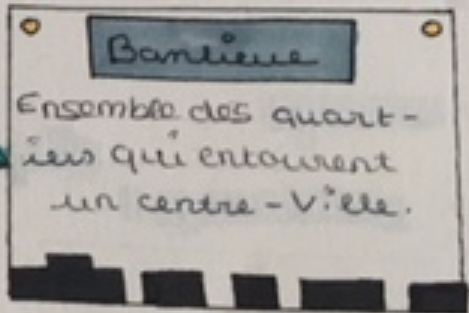 Banlieue
Ensemble des quart-
iers qui entourent
un centre-ville.